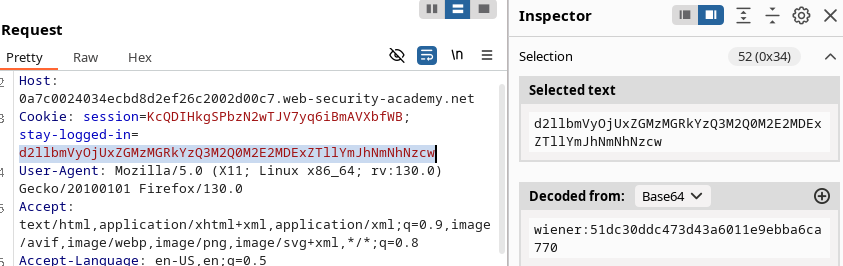 Request
Pretty Raw Hex
\n
2 Host:
0a7c0024034ecbd8d2ef26c2002d00c7.web-security-academy.net
3 Cookie: session=KcQDIHkgSPbzN2wTJV7yq6iBmAVXbfWB;
stay-logged-in=
d2llbmVyOjUxZGMzMGRkYzQ3M2Q0M2E2MDExZTllYmJhNmNhNzcw
4 User-Agent: Mozilla/5.0 (X11; Linux x86_64; rv:130.0)
Gecko/20100101 Firefox/130.0
5 Accept:
text/html,application/xhtml+xml,application/xml;q=0.9,image
/avif,image/webp,image/png,image/svg+xml,*/*;q=0.8
6 Accept-Language: en-US,en;q=0.5
Inspector
Selection 52 (0x34)
Selected text
d2llbmVyOjUxZGMzMGRkYzQ3M2Q0M2E2MDEx
ZTllYmJhNmNhNzcw
Decoded from: Base64
wiener:51dc30ddc473d43a6011e9ebba6ca
770